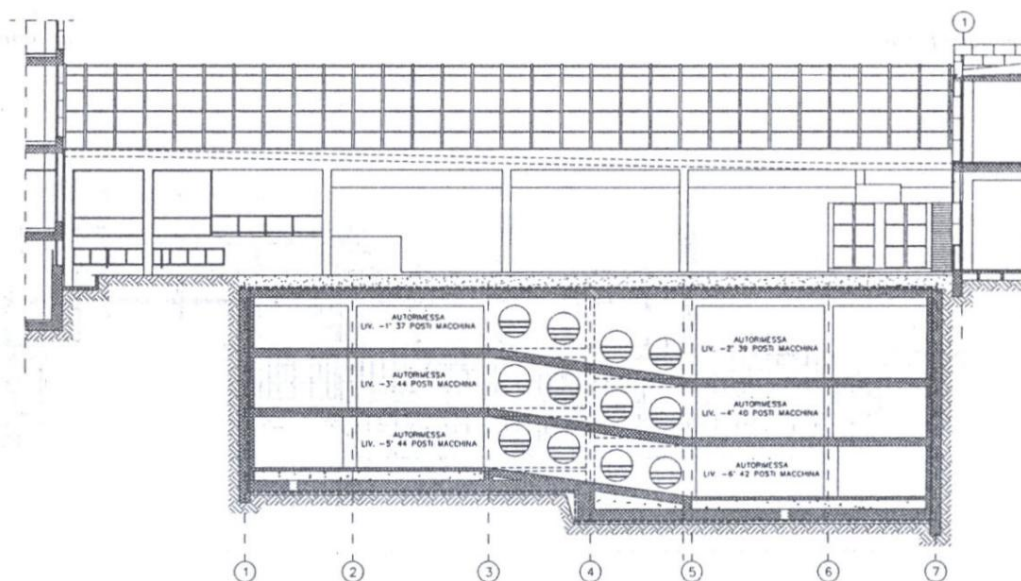 1
AUTORIMESSA
LIV. -1° 37 POSTI MACCHINA
AUTORIMESSA
LIV. -2° 39 POSTI MACCHINA
AUTORIMESSA
LIV. -3° 44 POSTI MACCHINA
AUTORIMESSA
LIV. -4° 40 POSTI MACCHINA
AUTORIMESSA
LIV. -5° 44 POSTI MACCHINA
AUTORIMESSA
LIV. -6° 42 POSTI MACCHINA
1 2 3 4 5 6 7